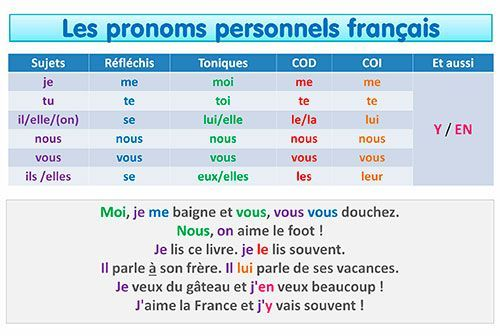 Les pronoms personnels français
Sujets Réfléchis Toniques COD COI Et aussi
je me moi me me
tu te toi te te
il/elle/(on) se lui/elle le/la lui
Y / EN
nous nous nous nous nous
vous vous vous vous vous
ils /elles se eux/elles les leur
Moi, je me baigne et vous, vous vous douchez.
Nous, on aime le foot !
Je lis ce livre. je le lis souvent.
Il parle à son frère. Il lui parle de ses vacances.
Je veux du gâteau et j'en veux beaucoup !
J'aime la France et j'y vais souvent !